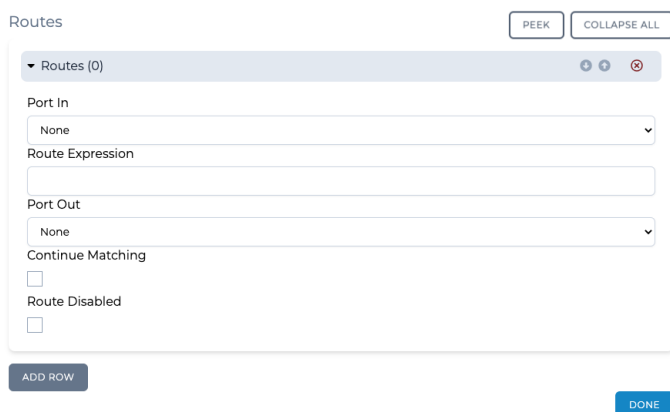 Routes
PEEK
COLLAPSE ALL
Routes (0)
Port In
None
Route Expression
Port Out
None
Continue Matching
Route Disabled
ADD ROW
DONE